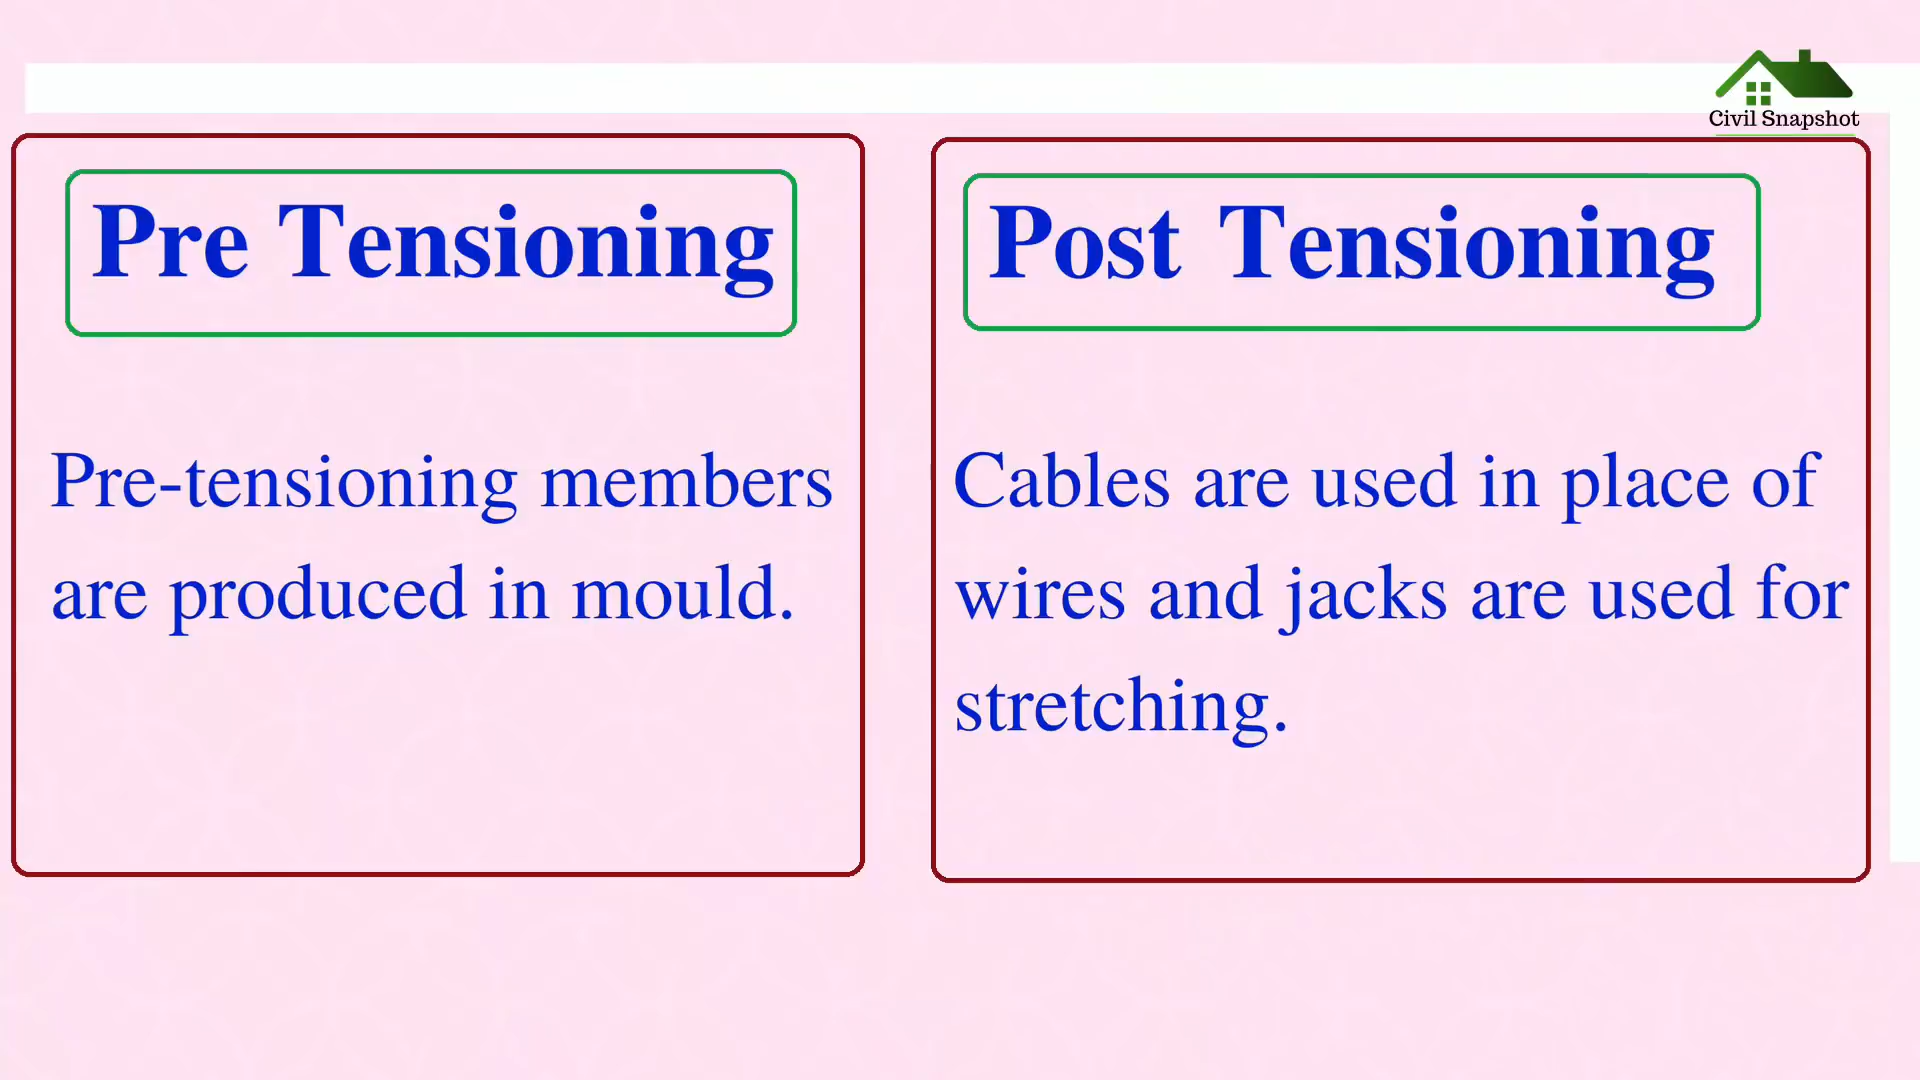 Civil Snapshot
Pre Tensioning
Pre-tensioning members
are produced in mould.
Post Tensioning
Cables are used in place of
wires and jacks are used for
stretching.